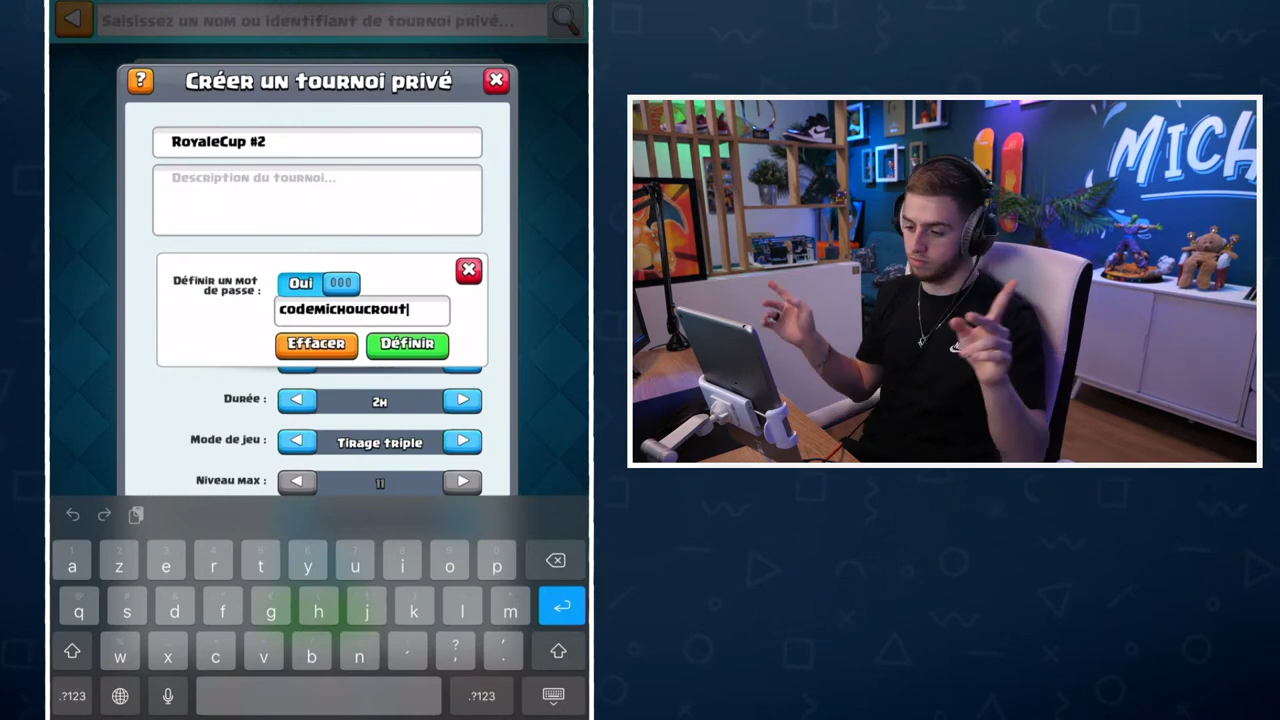 Saisissez un nom ou identifiant de tournoi privé...
?
Créer un tournoi privé
RoyaleCup #2
Description du tournoi...
Définir un mot
de passe :
Oui
000
codemichoucrout
Effacer
Définir
Durée :
2h
Mode de jeu :
Tirage triple
Niveau max :
11
a z e r t y u i o p
q s d f g h j k l m
w x c v b n ´ ? , .
.?123
.?123
MICH